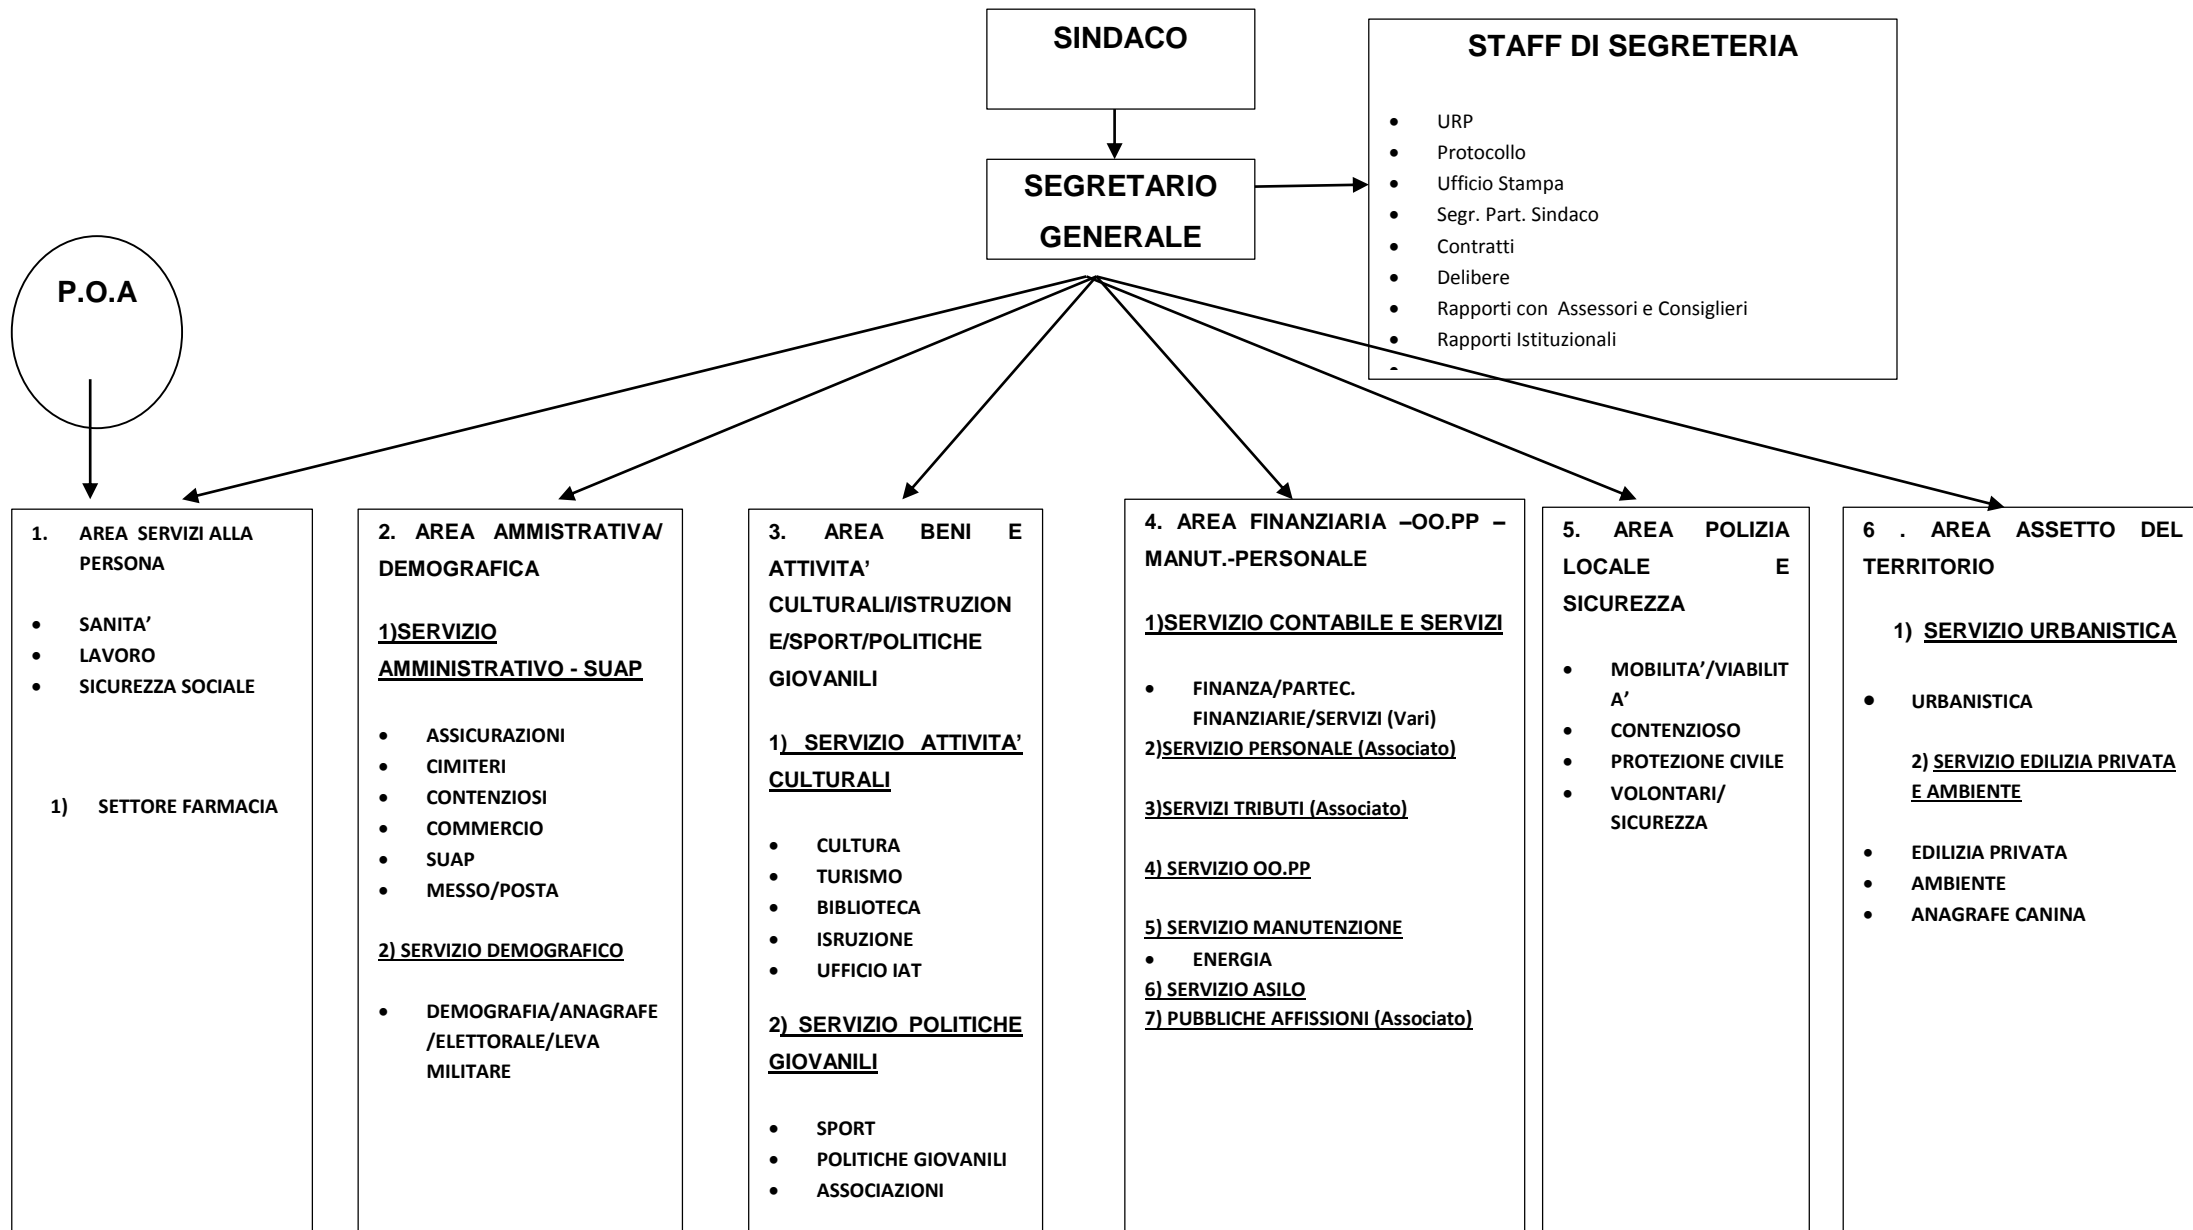 SINDACO
STAFF DI SEGRETERIA
• URP
• Protocollo
• Ufficio Stampa
• Segr. Part. Sindaco
• Contratti
• Delibere
• Rapporti con  Assessori e Consiglieri
• Rapporti Istituzionali
•
SEGRETARIO
GENERALE
P.O.A
1. AREA  SERVIZI ALLA
PERSONA
• SANITA’
• LAVORO
• SICUREZZA SOCIALE
1) SETTORE FARMACIA
2. AREA AMMISTRATIVA/
DEMOGRAFICA
1)SERVIZIO
AMMINISTRATIVO - SUAP
• ASSICURAZIONI
• CIMITERI
• CONTENZIOSI
• COMMERCIO
• SUAP
• MESSO/POSTA
2) SERVIZIO DEMOGRAFICO
• DEMOGRAFIA/ANAGRAFE
/ELETTORALE/LEVA
MILITARE
3. AREA BENI E
ATTIVITA’
CULTURALI/ISTRUZION
E/SPORT/POLITICHE
GIOVANILI
1) SERVIZIO ATTIVITA’
CULTURALI
• CULTURA
• TURISMO
• BIBLIOTECA
• ISRUZIONE
• UFFICIO IAT
2) SERVIZIO POLITICHE
GIOVANILI
• SPORT
• POLITICHE GIOVANILI
• ASSOCIAZIONI
4. AREA FINANZIARIA –OO.PP –
MANUT.-PERSONALE
1)SERVIZIO CONTABILE E SERVIZI
• FINANZA/PARTEC.
FINANZIARIE/SERVIZI (Vari)
2)SERVIZIO PERSONALE (Associato)
3)SERVIZI TRIBUTI (Associato)
4) SERVIZIO OO.PP
5) SERVIZIO MANUTENZIONE
• ENERGIA
6) SERVIZIO ASILO
7) PUBBLICHE AFFISSIONI (Associato)
5. AREA POLIZIA
LOCALE E
SICUREZZA
• MOBILITA’/VIABILIT
A’
• CONTENZIOSO
• PROTEZIONE CIVILE
• VOLONTARI/
SICUREZZA
6 . AREA ASSETTO DEL
TERRITORIO
1) SERVIZIO URBANISTICA
• URBANISTICA
2) SERVIZIO EDILIZIA PRIVATA
E AMBIENTE
• EDILIZIA PRIVATA
• AMBIENTE
• ANAGRAFE CANINA